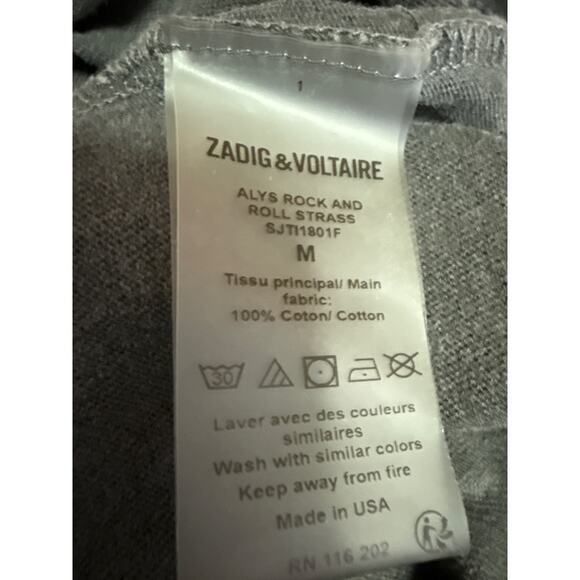 1
ZADIG & VOLTAIRE
ALYS ROCK AND
ROLL STRASS
SJTI1801F
M
Tissu principal/ Main
fabric:
100% Coton/ Cotton
30
Laver avec des couleurs
similaires
Wash with similar colors
Keep away from fire
Made in USA
RN 116 202